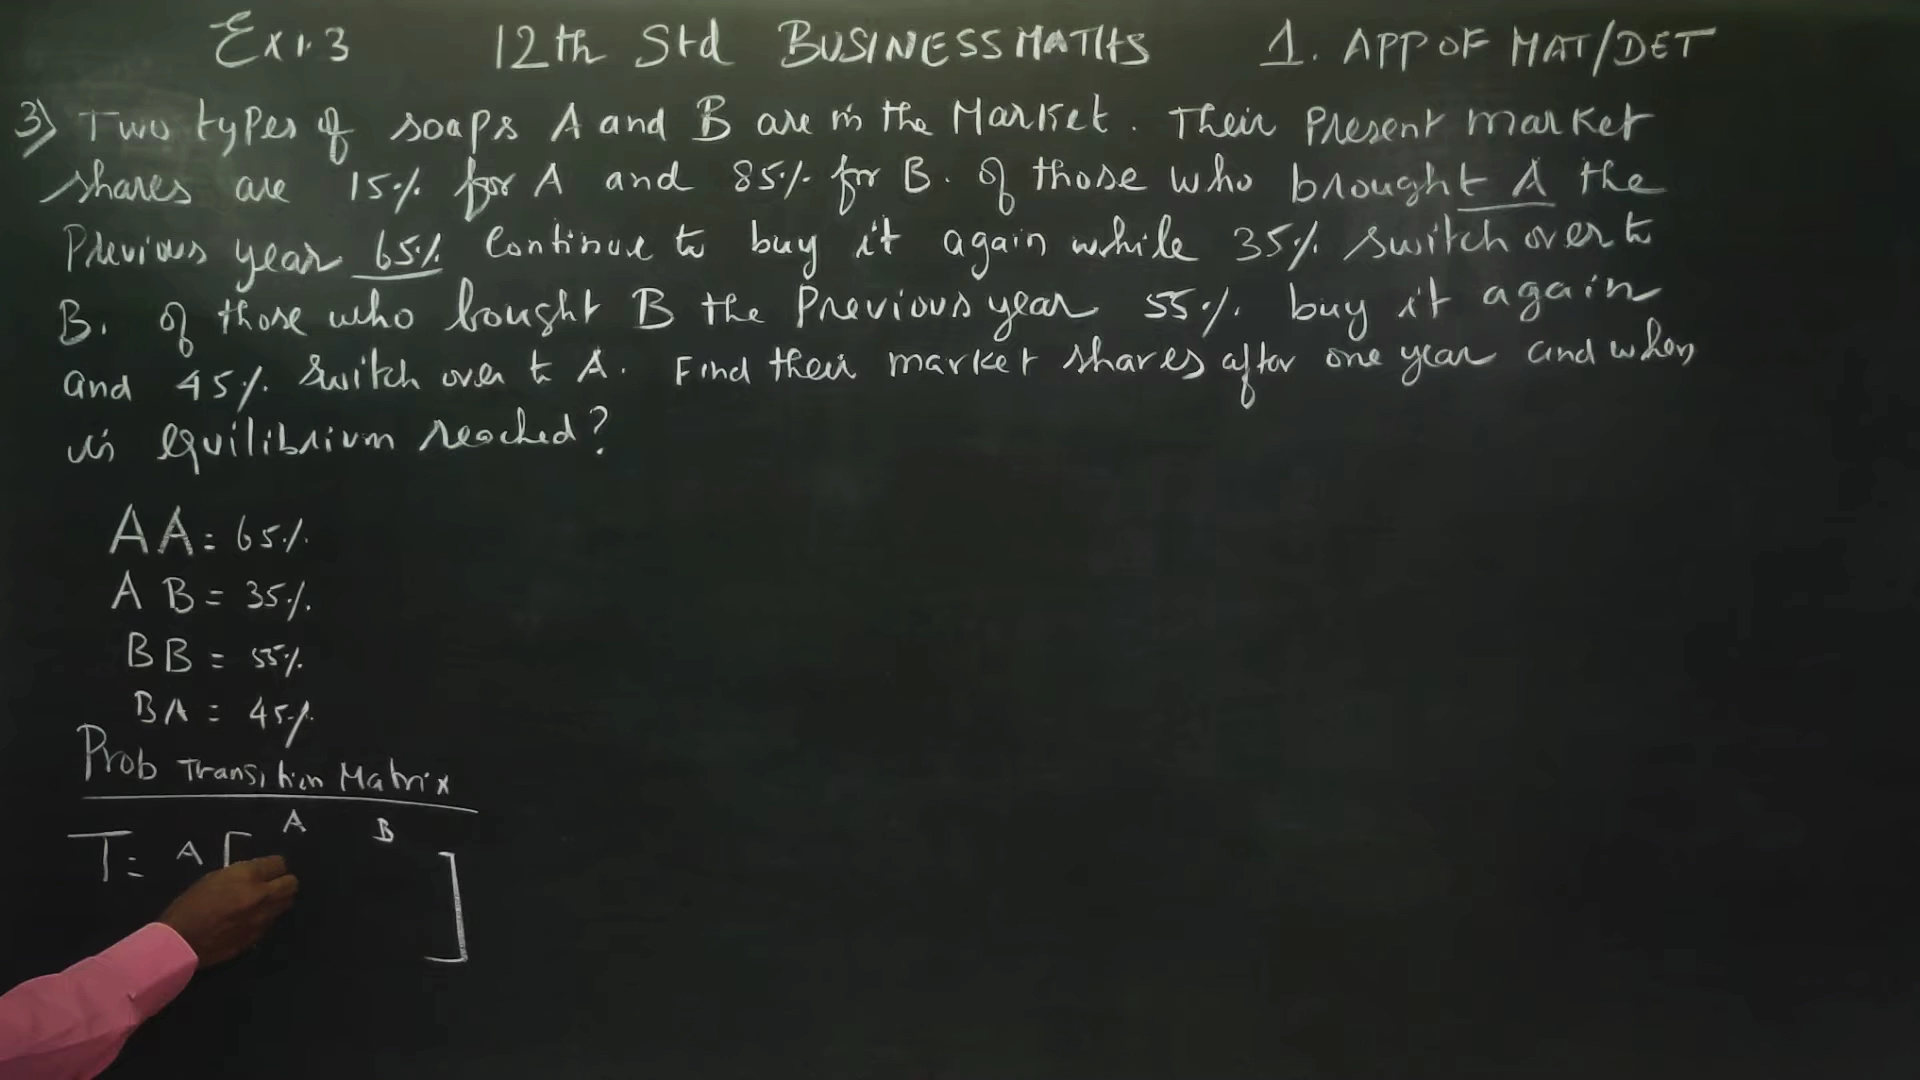 Ex 1.3 12th Std BUSINESS MATHS 1. APP OF MAT/DET
3) Two types of soaps A and B are in the Market. Their Present market
shares are 15% for A and 85% for B. of those who brought A the
Previous year 65% Continue to buy it again while 35% switch over to
B. of those who bought B the Previous year 55% buy it again
and 45% switch over to A. Find their market shares after one year and when
is equilibrium reached?
AA = 65%
AB = 35%
BB = 55%
BA = 45%
Prob Transition Matrix
A B
T = A [ ]